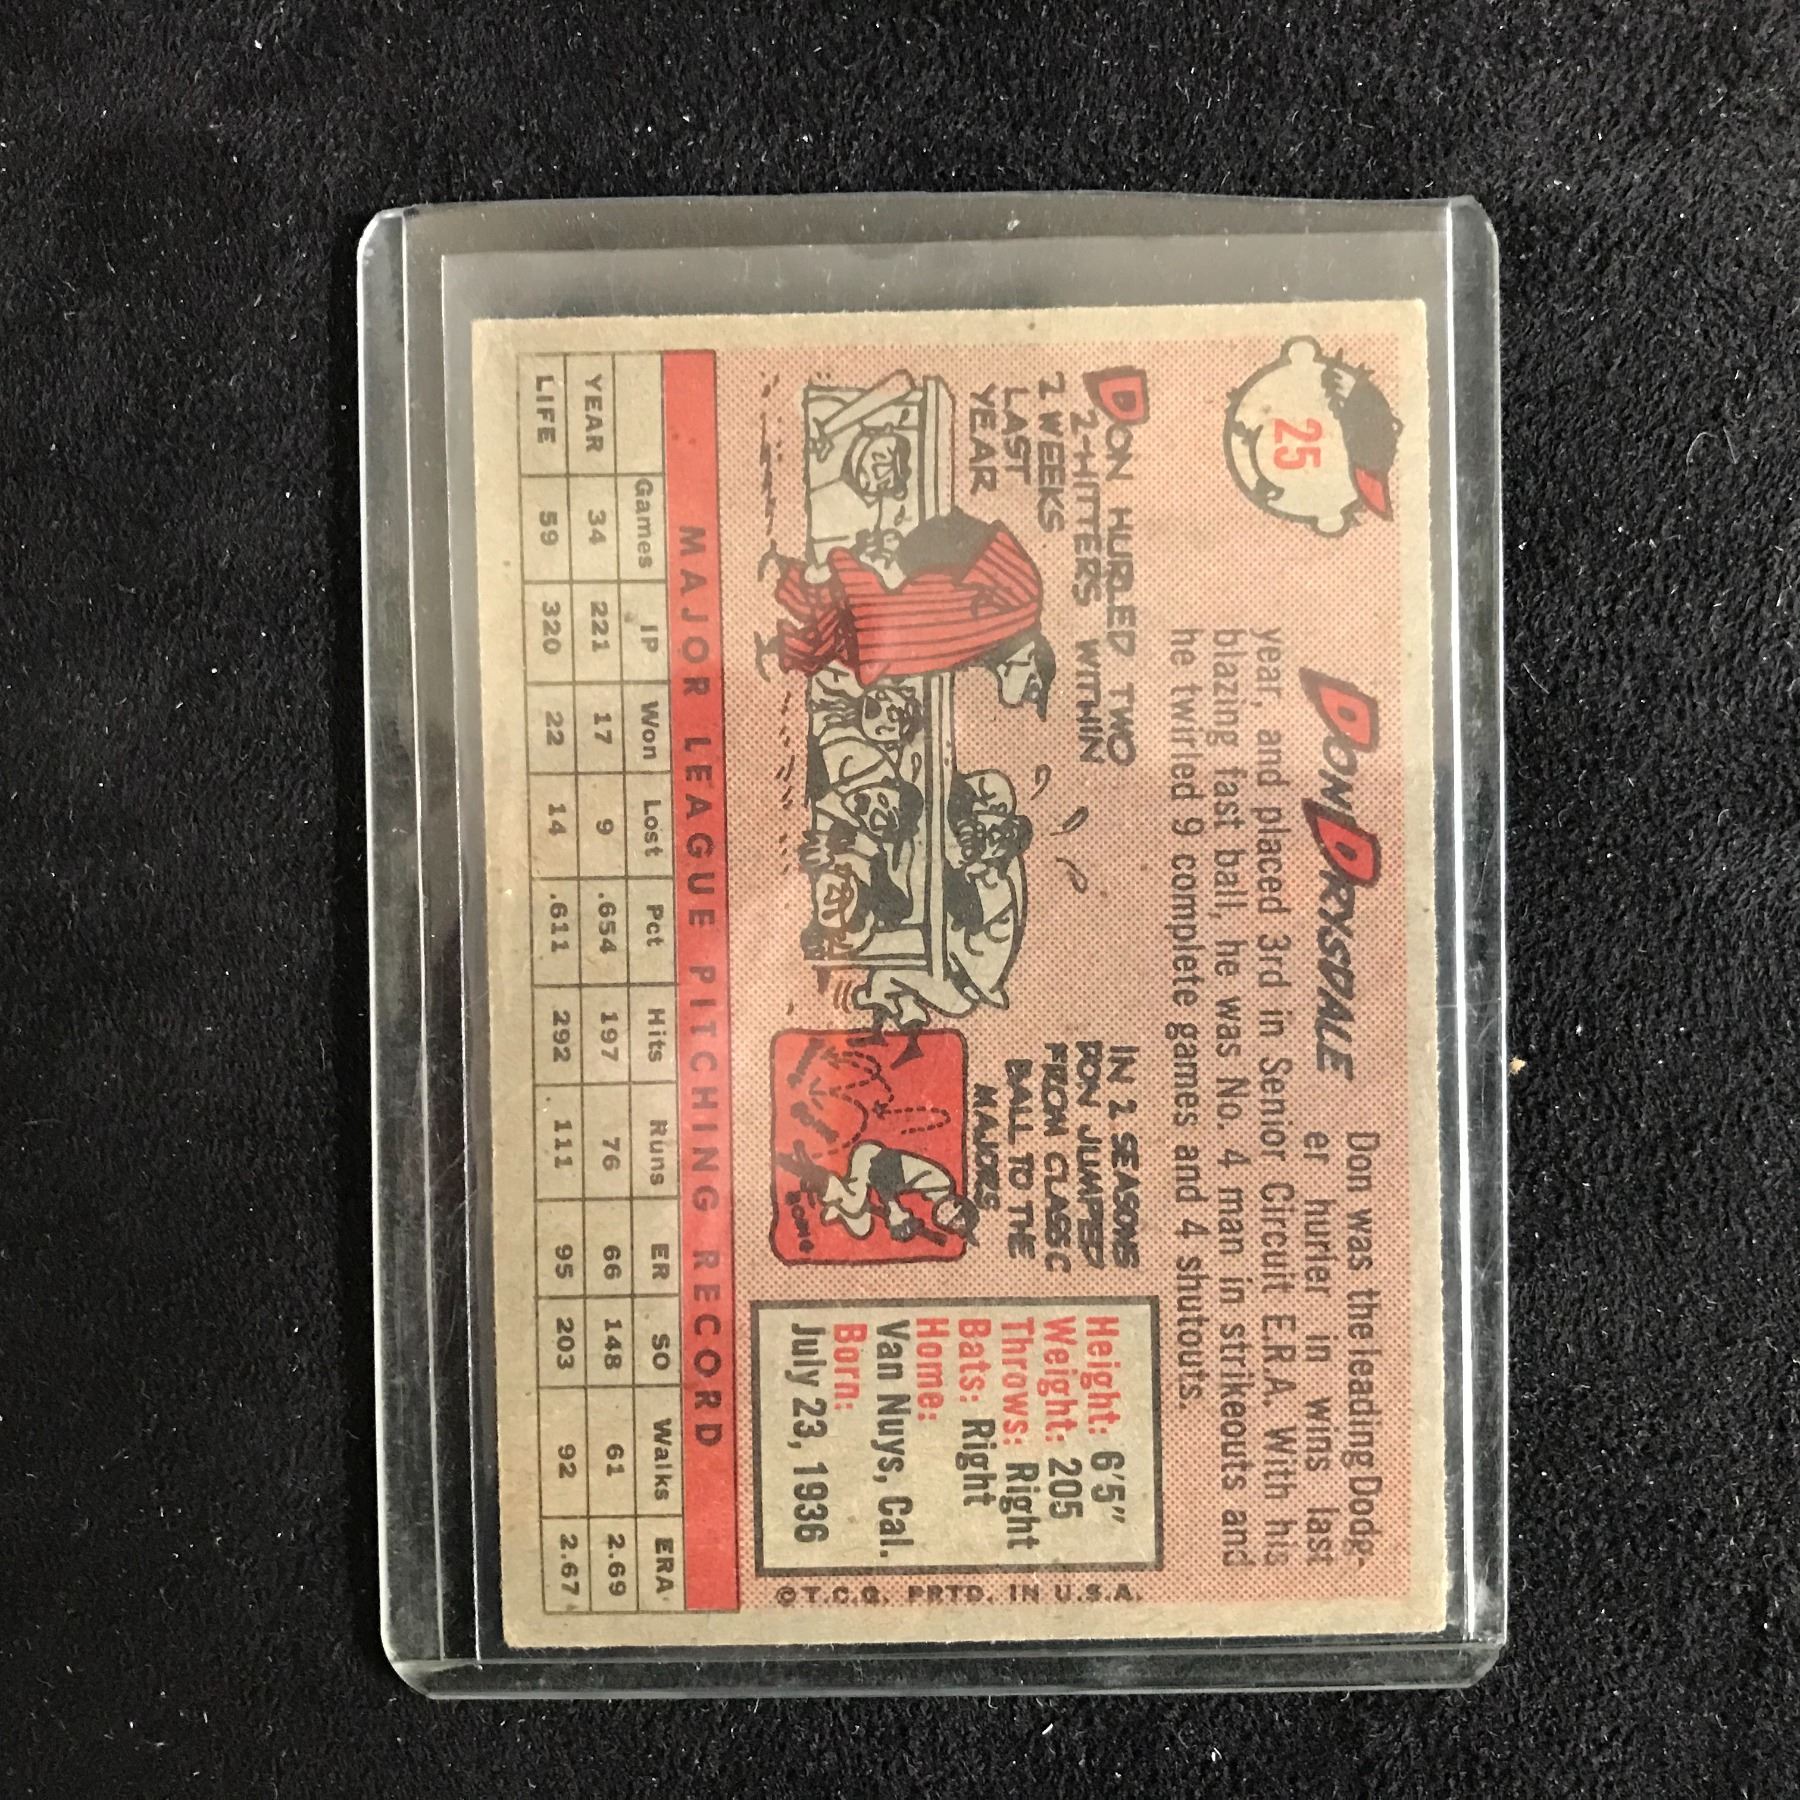 25
DON DRYSDALE
Don was the leading Dodg-
er hurler in wins last
year, and placed 3rd in Senior Circuit E.R.A. With his
blazing fast ball, he was No. 4 man in strikeouts and
he twirled 9 complete games and 4 shutouts.
DON HURLED TWO
2-HITTERS WITHIN
2 WEEKS
LAST
YEAR
IN 2 SEASONS
DON JUMPED
FROM CLASS C
BALL TO THE
MAJORS
BOING
Height: 6'5"
Weight: 205
Throws: Right
Bats: Right
Home:
Van Nuys, Cal.
Born:
July 23, 1936
©T.C.G. PRTD. IN U.S.A.
MAJOR LEAGUE PITCHING RECORD
Games IP Won Lost Pct Hits Runs ER SO Walks ERA
YEAR 34 221 17 9 .654 197 76 66 148 61 2.69
LIFE 59 320 22 14 .611 292 111 95 203 92 2.67